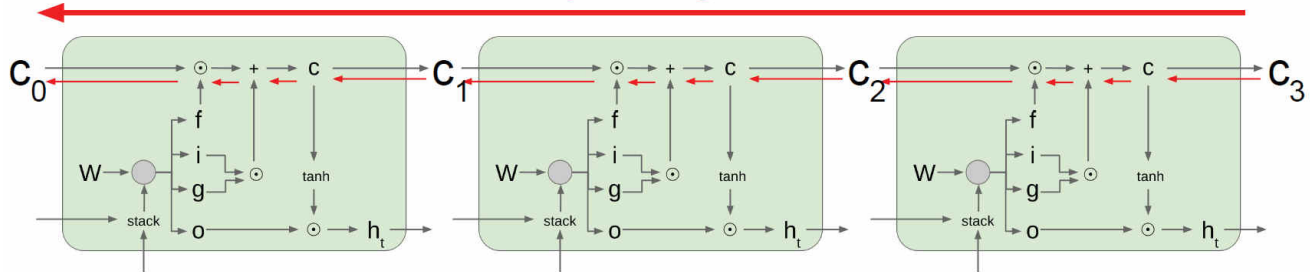 C0 ⊙ + c C1 ⊙ + c C2 ⊙ + c C3
f f f
W i ⊙ tanh W i ⊙ tanh W i ⊙ tanh
g g g
stack o ⊙ ht stack o ⊙ ht stack o ⊙ ht